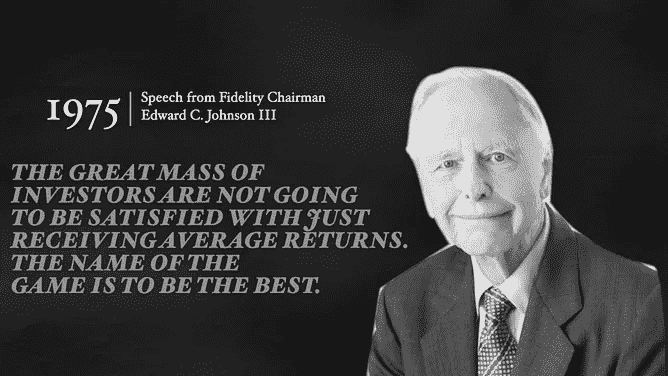 1975
Speech from Fidelity Chairman
Edward C. Johnson III
THE GREAT MASS OF
INVESTORS ARE NOT GOING
TO BE SATISFIED WITH JUST
RECEIVING AVERAGE RETURNS.
THE NAME OF THE
GAME IS TO BE THE BEST.